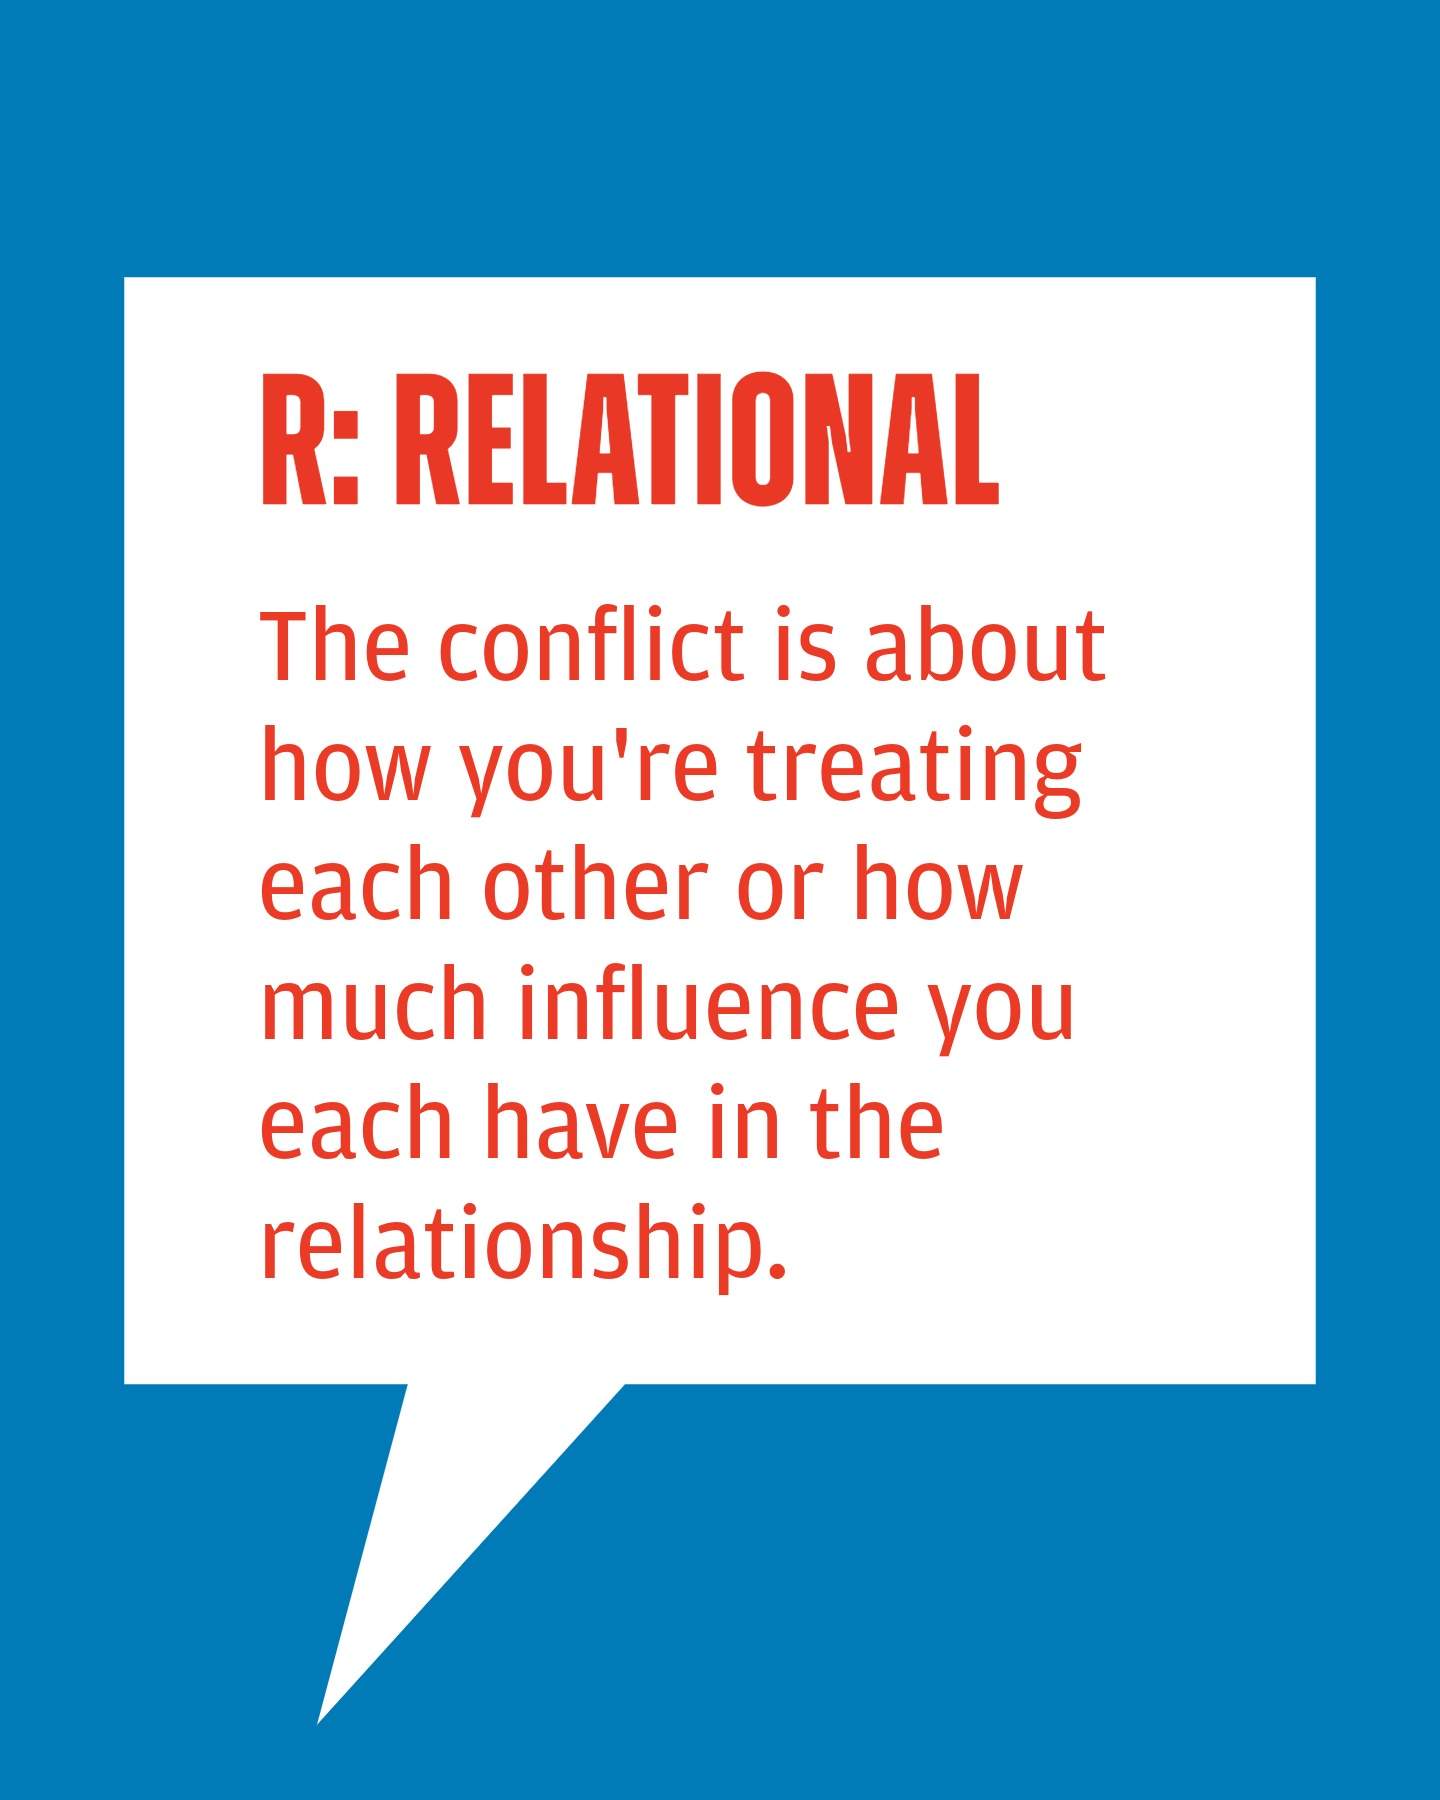 R: RELATIONAL
The conflict is about
how you're treating
each other or how
much influence you
each have in the
relationship.